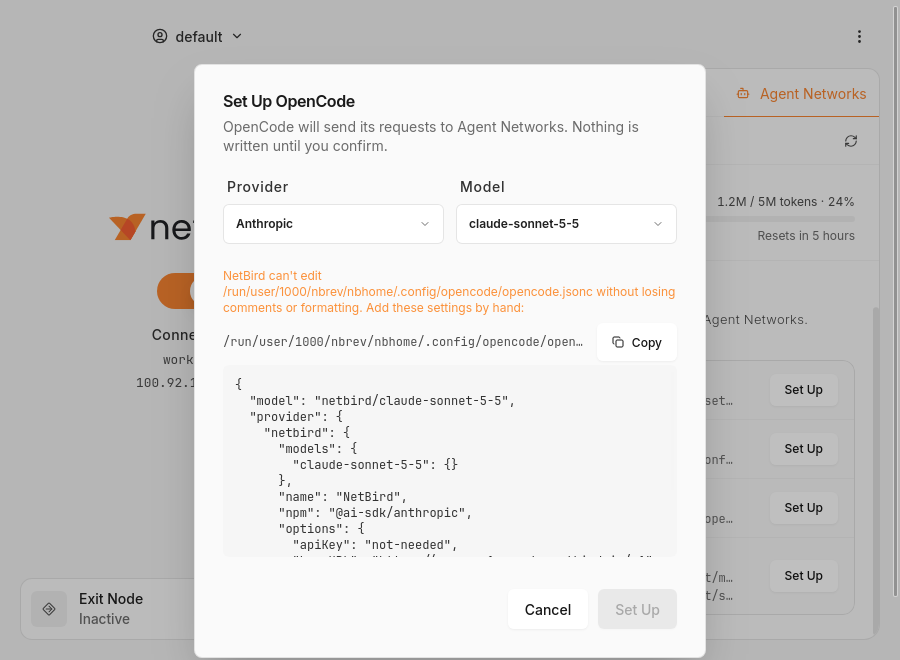 default
Agent Networks
Set Up OpenCode
OpenCode will send its requests to Agent Networks. Nothing is
written until you confirm.
Provider
Model
Anthropic
claude-sonnet-5-5
1.2M / 5M tokens · 24%
Resets in 5 hours
net
NetBird can't edit
/run/user/1000/nbrev/nbhome/.config/opencode/opencode.jsonc without losing
comments or formatting. Add these settings by hand:
Agent Networks.
Conne
work
100.92.1
/run/user/1000/nbrev/nbhome/.config/opencode/open…
Copy
{
"model": "netbird/claude-sonnet-5-5",
"provider": {
"netbird": {
"models": {
"claude-sonnet-5-5": {}
},
"name": "NetBird",
"npm": "@ai-sdk/anthropic",
"options": {
"apiKey": "not-needed",
set…
Set Up
onf…
Set Up
ope…
Set Up
t/m…
t/s…
Set Up
Exit Node
Inactive
Cancel
Set Up